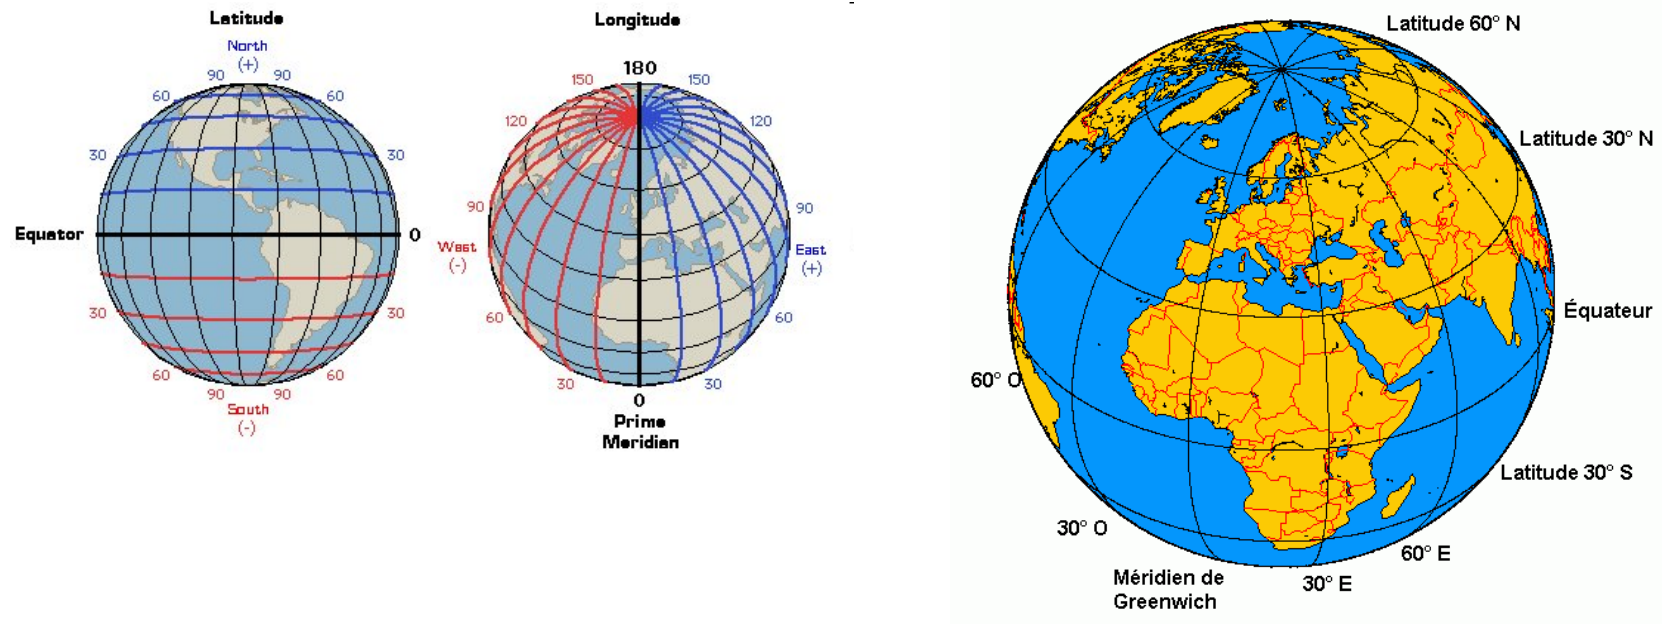 Latitude
North
(+)
90 90
60 60
30 30
Equator 0
30 30
60 60
90 90
South
(-)
Longitude
180
150 150
120 120
90 90
West
(-)
East
(+)
60 60
30 30
0
Prime
Meridian
Latitude 60° N
Latitude 30° N
Équateur
60° O
Latitude 30° S
30° O
60° E
Méridien de
Greenwich
30° E